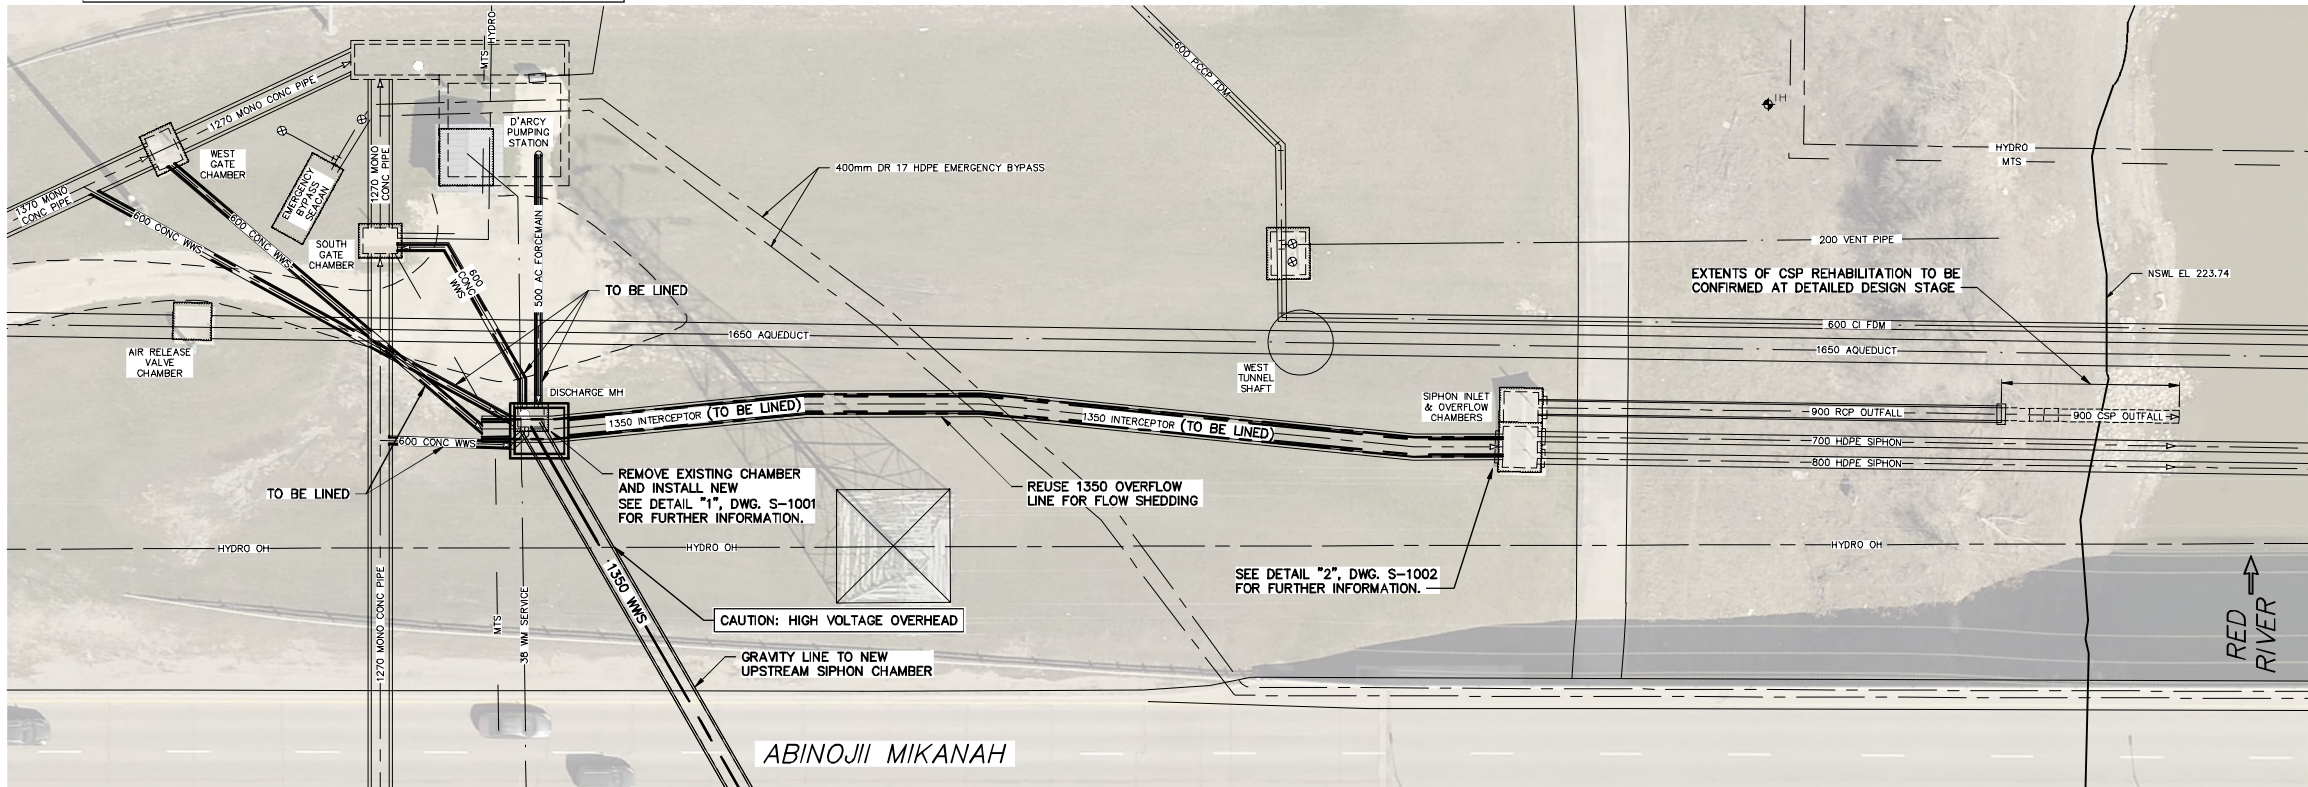 MTS
HYDRO
600 PCCP FDM
1270 MONO CONC PIPE
D'ARCY
PUMPING
STATION
WEST
GATE
CHAMBER
1270 MONO
CONC PIPE
EMERGENCY
BYPASS
SEACAN
1370 MONO
CONC PIPE
600 CONC WWS
600 CONC WWS
SOUTH
GATE
CHAMBER
600
CONC
WWS
500 AC FORCEMAIN
400mm DR 17 HDPE EMERGENCY BYPASS
TH
HYDRO
MTS
200 VENT PIPE
EXTENTS OF CSP REHABILITATION TO BE
CONFIRMED AT DETAILED DESIGN STAGE
NSWL EL 223.74
TO BE LINED
1650 AQUEDUCT
600 CI FDM
1650 AQUEDUCT
AIR RELEASE
VALVE
CHAMBER
WEST
TUNNEL
SHAFT
DISCHARGE MH
1350 INTERCEPTOR (TO BE LINED)
1350 INTERCEPTOR (TO BE LINED)
SIPHON INLET
& OVERFLOW
CHAMBERS
900 RCP OUTFALL
900 CSP OUTFALL
700 HDPE SIPHON
800 HDPE SIPHON
600 CONC WWS
TO BE LINED
REMOVE EXISTING CHAMBER
AND INSTALL NEW
SEE DETAIL "1", DWG. S-1001
FOR FURTHER INFORMATION.
REUSE 1350 OVERFLOW
LINE FOR FLOW SHEDDING
HYDRO OH
HYDRO OH
HYDRO OH
SEE DETAIL "2", DWG. S-1002
FOR FURTHER INFORMATION.
1350 WWS
CAUTION: HIGH VOLTAGE OVERHEAD
1270 MONO CONC PIPE
MTS
38 WM SERVICE
GRAVITY LINE TO NEW
UPSTREAM SIPHON CHAMBER
RED
RIVER
ABINOJII MIKANAH